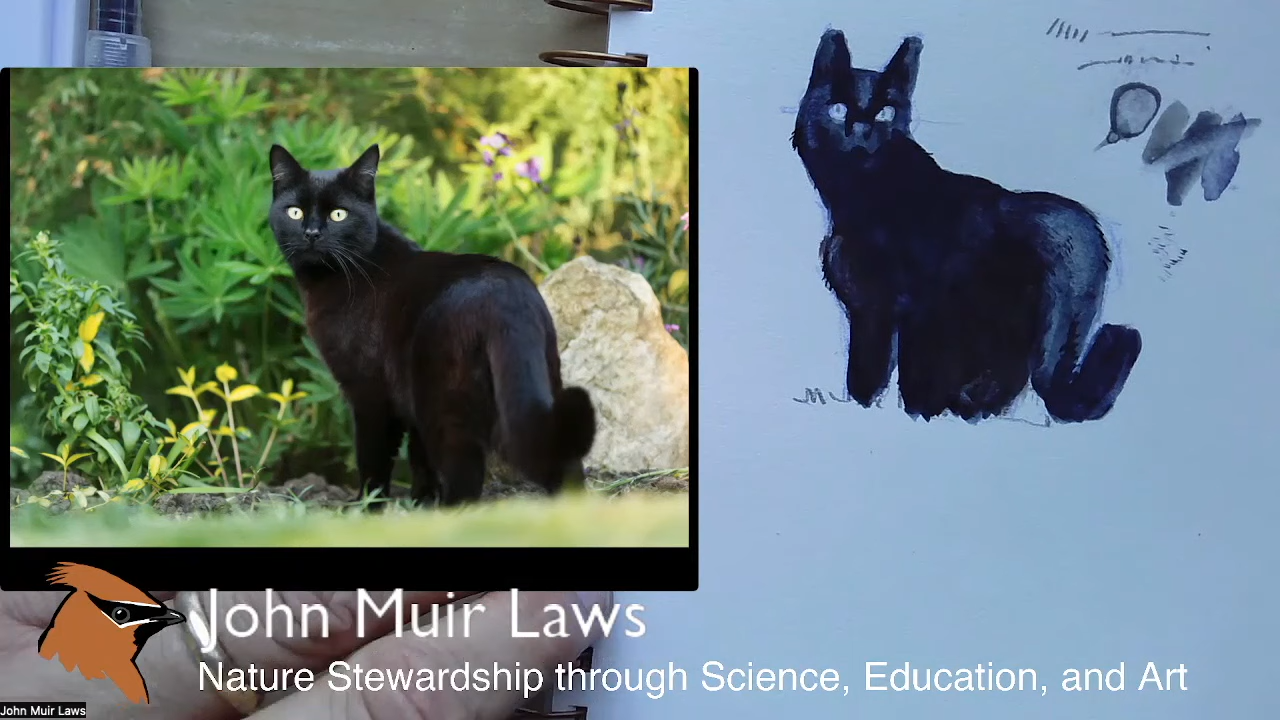 John Muir Laws
Nature Stewardship through Science, Education, and Art
John Muir Laws